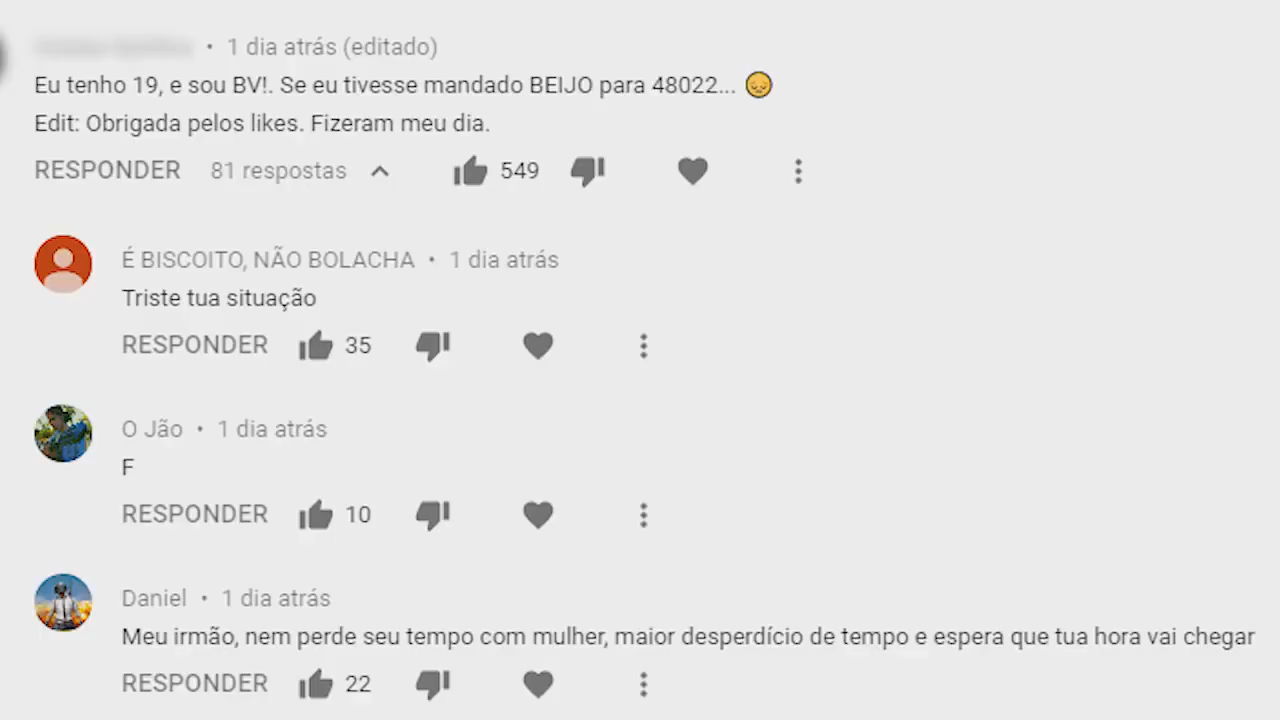 • 1 dia atrás (editado)
Eu tenho 19, e sou BV!. Se eu tivesse mandado BEIJO para 48022... 😔
Edit: Obrigada pelos likes. Fizeram meu dia.
RESPONDER 81 respostas 549
É BISCOITO, NÃO BOLACHA • 1 dia atrás
Triste tua situação
RESPONDER 35
O Jão • 1 dia atrás
F
RESPONDER 10
Daniel • 1 dia atrás
Meu irmão, nem perde seu tempo com mulher, maior desperdício de tempo e espera que tua hora vai chegar
RESPONDER 22